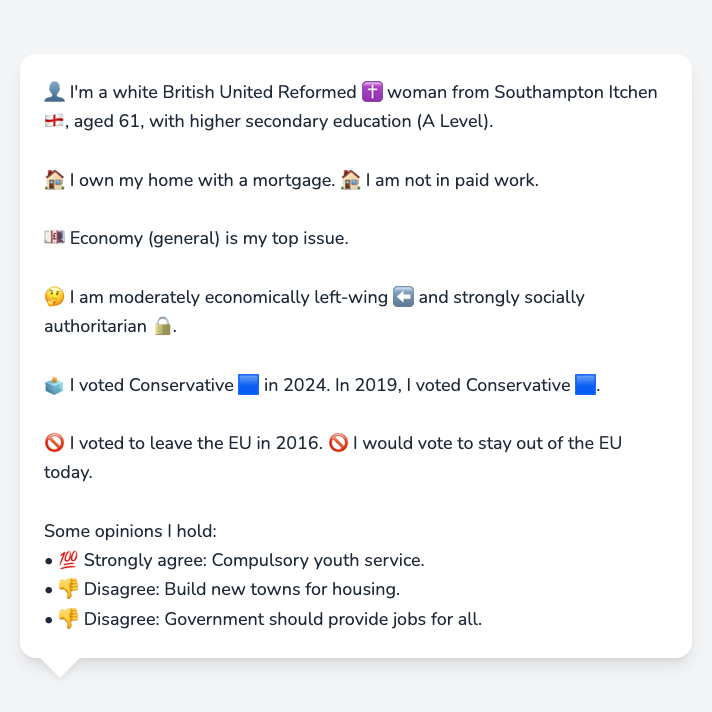 👤 I'm a white British United Reformed ✝️ woman from Southampton Itchen
🏴󠁧󠁢󠁥󠁮󠁧󠁿, aged 61, with higher secondary education (A Level).
🏠 I own my home with a mortgage. 🏠 I am not in paid work.
💷 Economy (general) is my top issue.
🤔 I am moderately economically left-wing ⬅️ and strongly socially
authoritarian 🔒.
🗳️ I voted Conservative 🟦 in 2024. In 2019, I voted Conservative 🟦.
🚫 I voted to leave the EU in 2016. 🚫 I would vote to stay out of the EU
today.
Some opinions I hold:
• 💯 Strongly agree: Compulsory youth service.
• 👎 Disagree: Build new towns for housing.
• 👎 Disagree: Government should provide jobs for all.